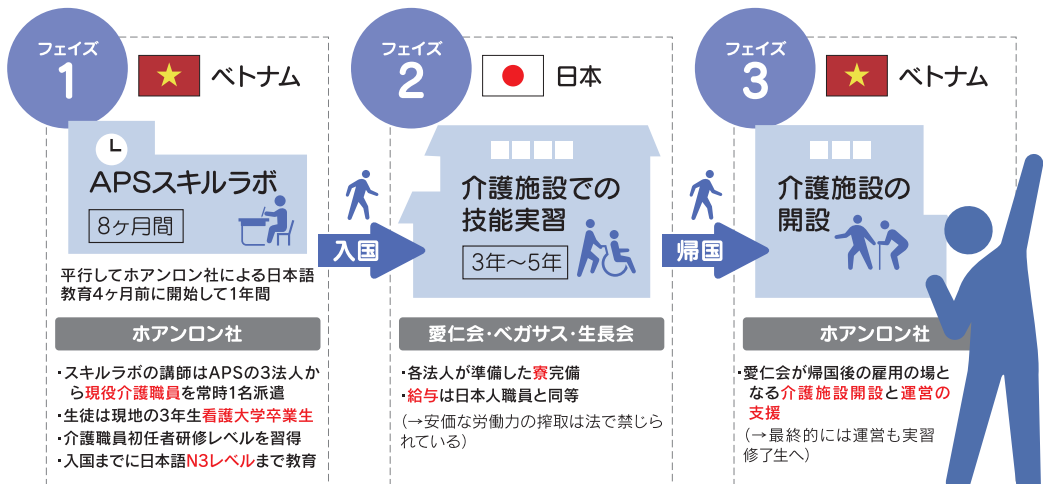 フェイズ
1
ベトナム
APSスキルラボ
8ヶ月間
平行してホアンロン社による日本語
教育4ヶ月前に開始して1年間
ホアンロン社
・スキルラボの講師はAPSの3法人か
ら現役介護職員を常時1名派遣
・生徒は現地の3年生看護大学卒業生
・介護職員初任者研修レベルを習得
・入国までに日本語N3レベルまで教育
入国
フェイズ
2
日本
介護施設での
技能実習
3年〜5年
愛仁会・ベガサス・生長会
・各法人が準備した寮完備
・給与は日本人職員と同等
（→安価な労働力の搾取は法で禁じら
れている）
帰国
フェイズ
3
ベトナム
介護施設の
開設
ホアンロン社
・愛仁会が帰国後の雇用の場と
なる介護施設開設と運営の
支援
（→最終的には運営も実習
修了生へ）